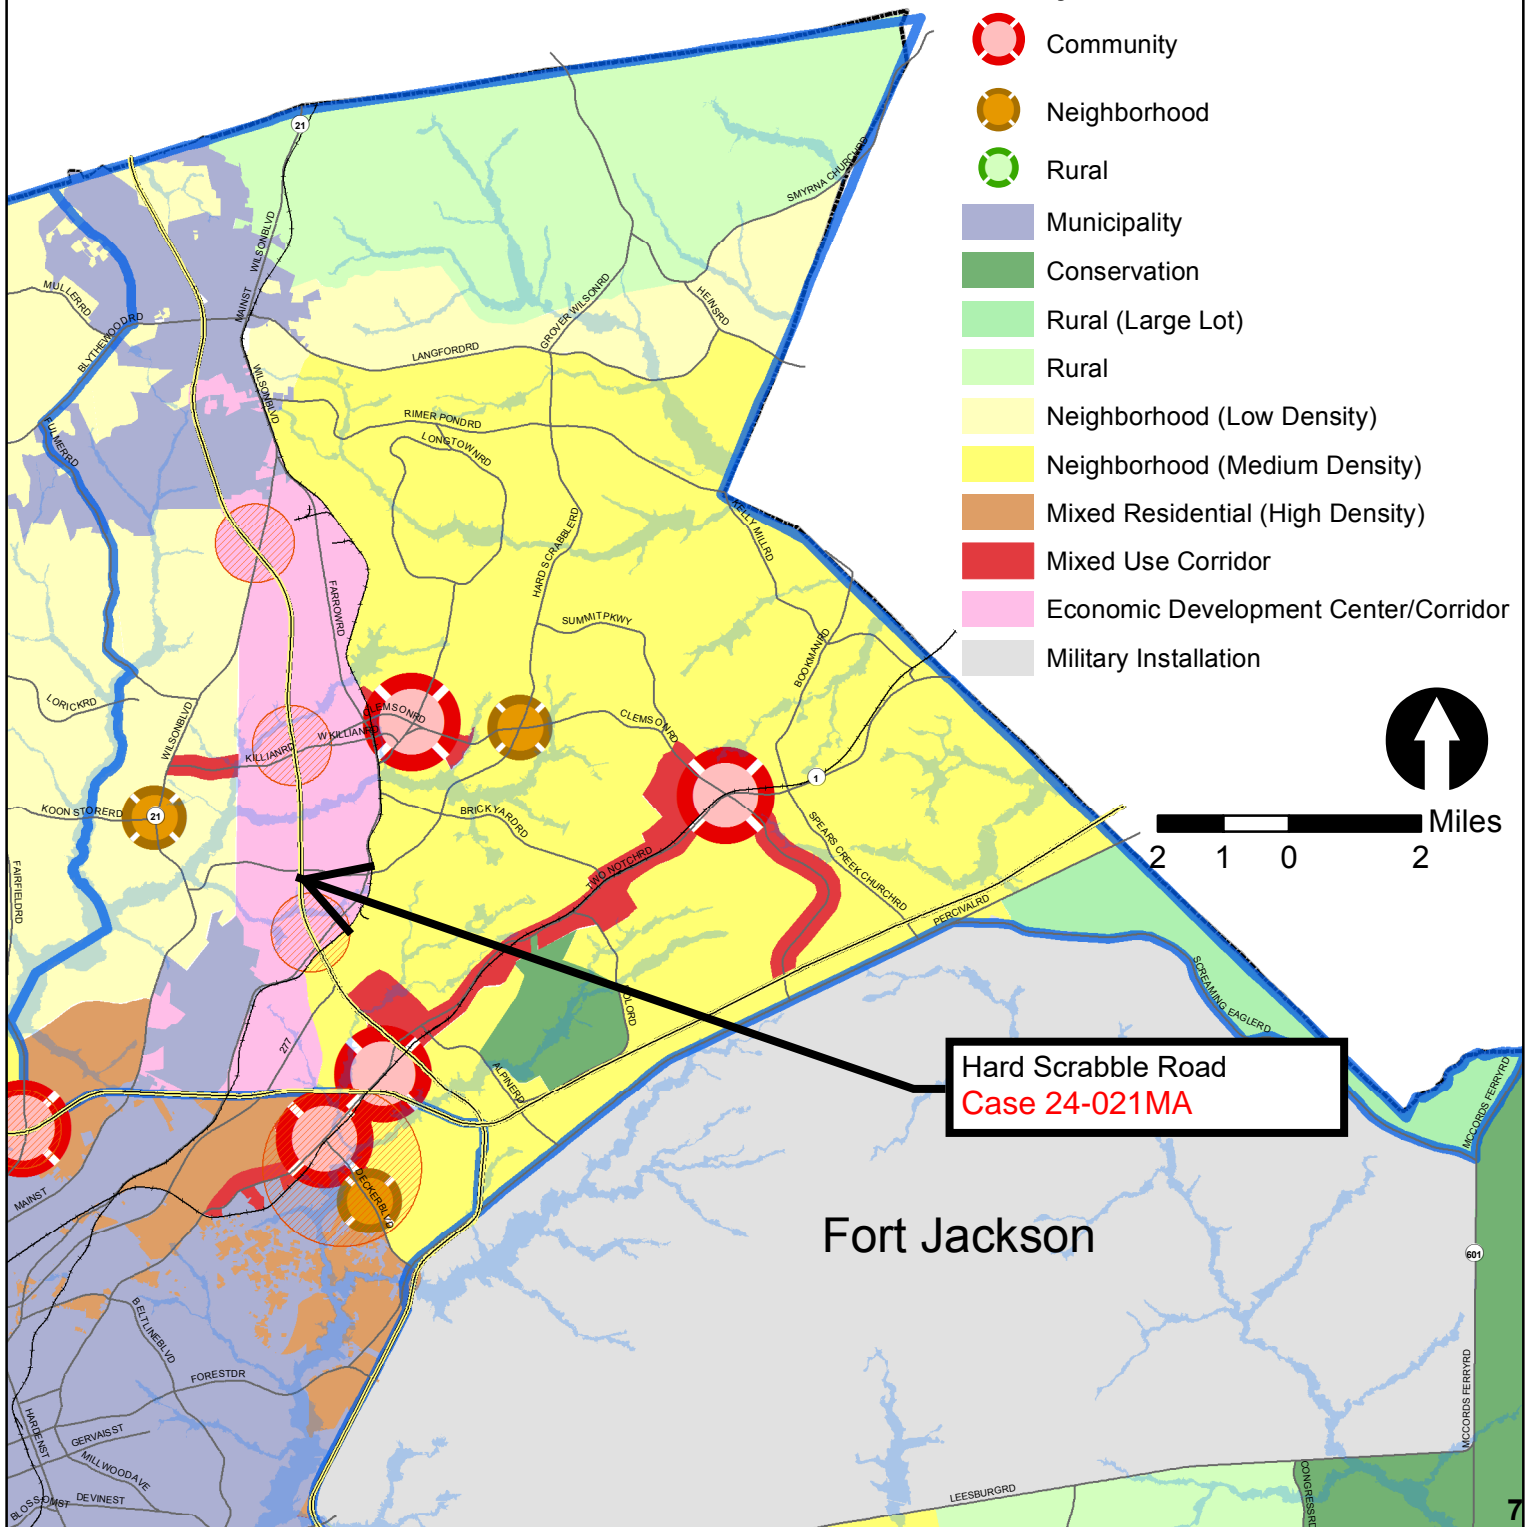 Community
Neighborhood
Rural
Municipality
Conservation
Rural (Large Lot)
Rural
Neighborhood (Low Density)
Neighborhood (Medium Density)
Mixed Residential (High Density)
Mixed Use Corridor
Economic Development Center/Corridor
Military Installation
Miles
2 1 0 2
21
SMYRNA CHURCHRD
WILSONBLVD
MAINST
MULLERRD
BLYTHEWOODRD
GROVER WILSONRD
HEINSRD
LANGFORDRD
WILSONBLVD
RIMER PONDRD
LONGTOWNRD
FULMERRD
KELLY MILLRD
HARD SCRABBLERD
FARROWRD
SUMMITPKWY
BOOKMANRD
LORICKRD
WILSONBLVD
CLEMSONRD
CLEMSONRD
W KILLIANRD
KILLIANRD
1
KOON STORERD
21
BRICKYARDRD
SPEARS CREEKCHURCHRD
TWO NOTCHRD
FAIRFIELDRD
PERCIVALRD
SCREAMING EAGLERD
277
ALPINERD
Hard Scrabble Road
Case 24-021MA
MCCORDS FERRYRD
MAINST
DECKERBLVD
Fort Jackson
601
BELTLINEBLVD
FORESTDR
MCCORDS FERRYRD
HARDENST
GERVAISST
MILLWOODAVE
DEVINEST
BLOSSOMST
LEESBURGRD
CONGRESSRD
7